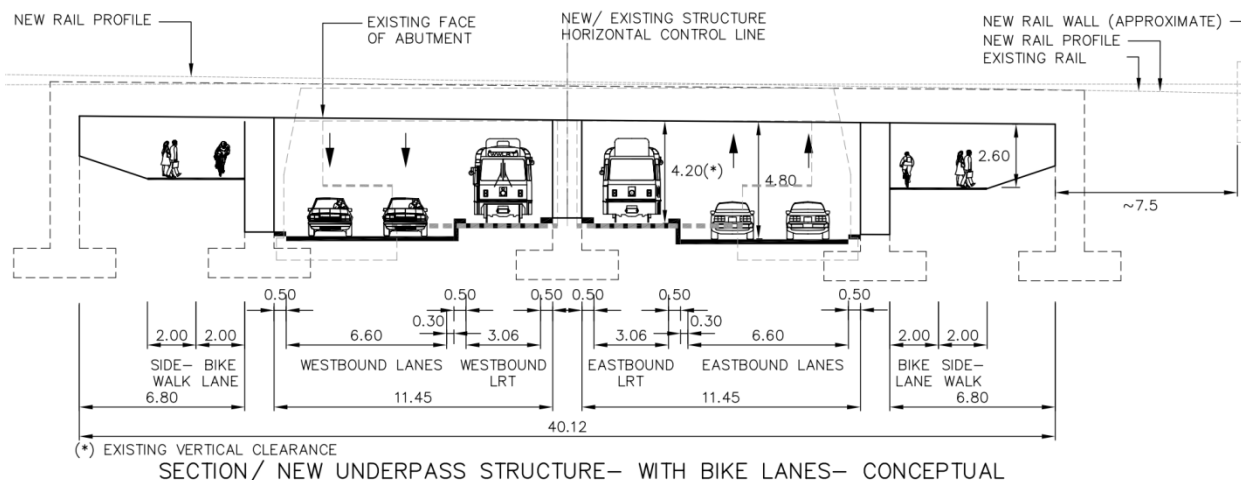 NEW RAIL PROFILE
EXISTING FACE
OF ABUTMENT
NEW/ EXISTING STRUCTURE
HORIZONTAL CONTROL LINE
NEW RAIL WALL (APPROXIMATE)
NEW RAIL PROFILE
EXISTING RAIL
4.20(*)
4.80
2.60
~7.5
0.50
0.50
0.50
0.50
0.50
0.50
0.30
0.30
2.00
2.00
6.60
3.06
3.06
6.60
2.00
2.00
SIDE-
WALK
BIKE
LANE
WESTBOUND LANES
WESTBOUND
LRT
EASTBOUND
LRT
EASTBOUND LANES
BIKE
LANE
SIDE-
WALK
6.80
11.45
11.45
6.80
40.12
(*) EXISTING VERTICAL CLEARANCE
SECTION/ NEW UNDERPASS STRUCTURE- WITH BIKE LANES- CONCEPTUAL